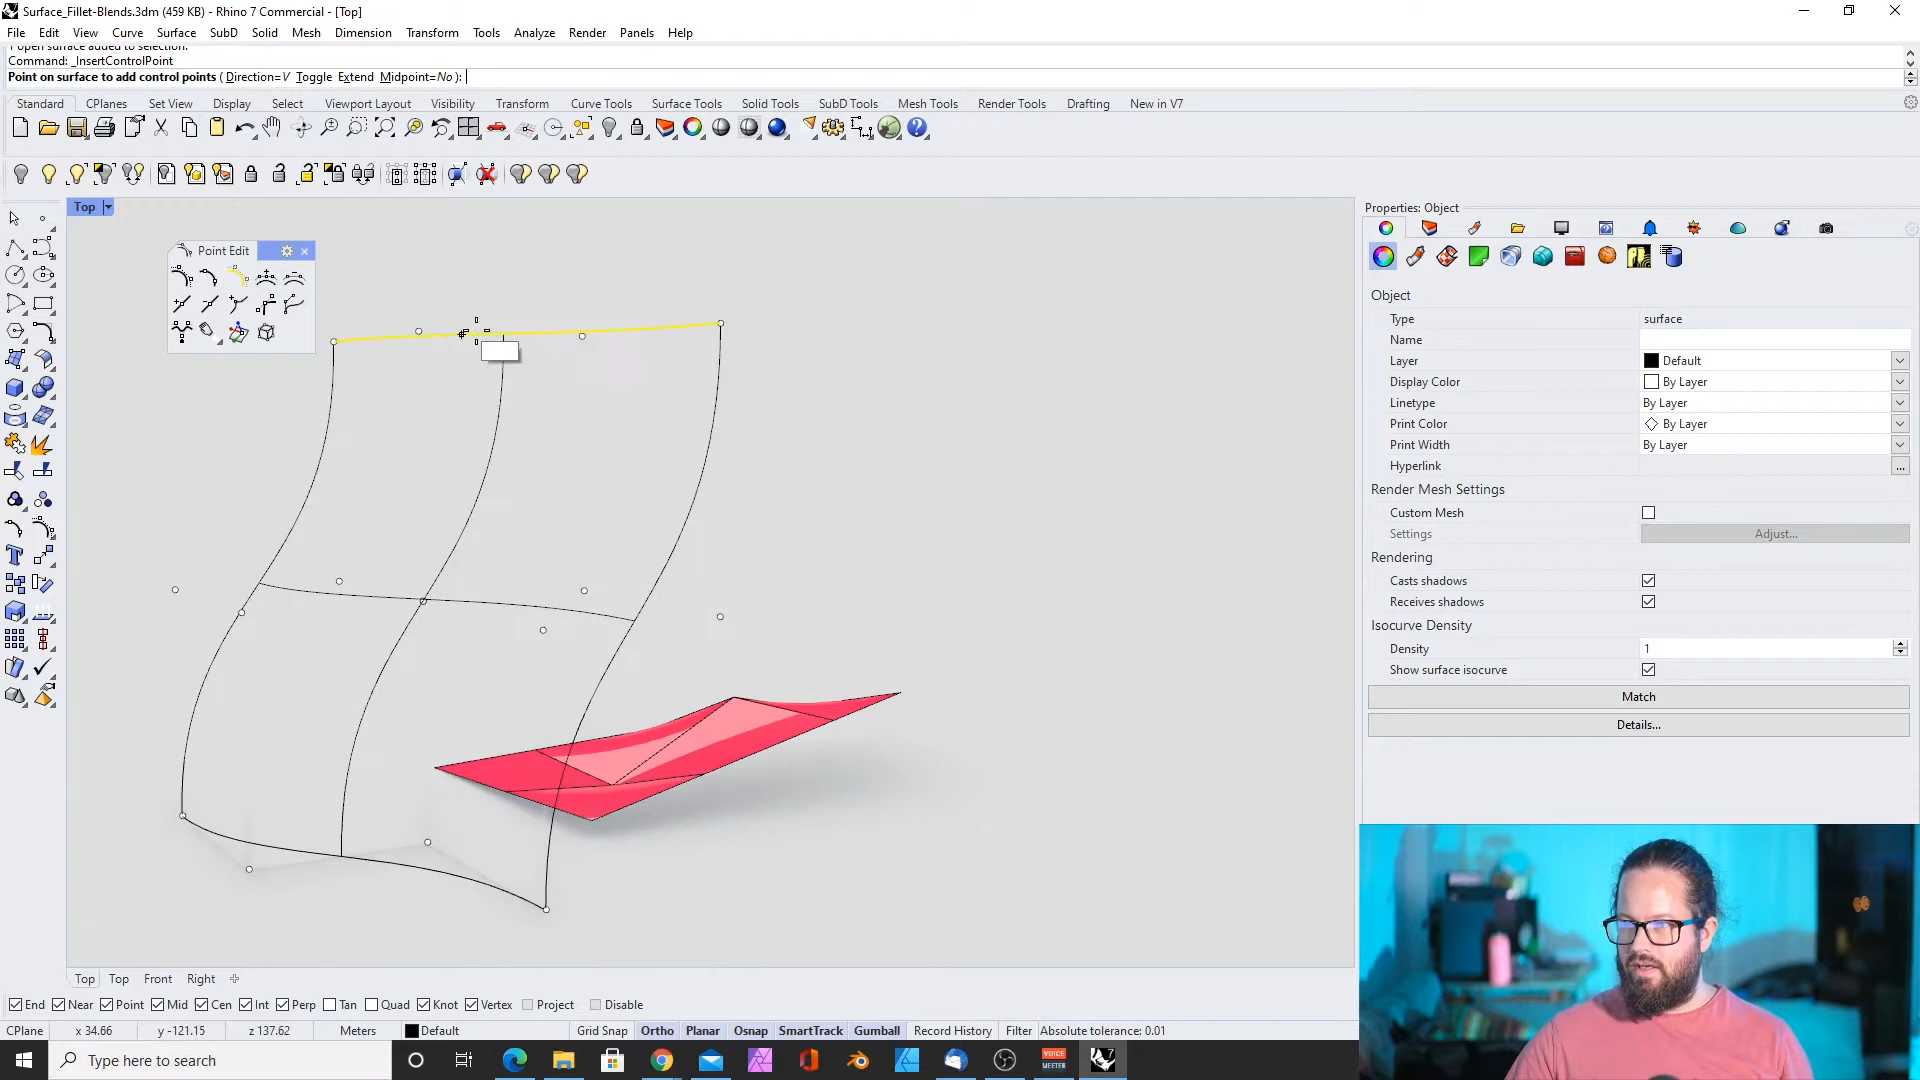 Surface_Fillet-Blends.3dm (459 KB) - Rhino 7 Commercial - [Top]
File Edit View Curve Surface SubD Solid Mesh Dimension Transform Tools Analyze Render Panels Help
1 open surface added to selection.
Command: _InsertControlPoint
Point on surface to add control points ( Direction=V Toggle Extend Midpoint=No ):
Standard CPlanes Set View Display Select Viewport Layout Visibility Transform Curve Tools Surface Tools Solid Tools SubD Tools Mesh Tools Render Tools Drafting New in V7
Top
Point Edit
Properties: Object
Object
Type surface
Name
Layer Default
Display Color By Layer
Linetype By Layer
Print Color By Layer
Print Width By Layer
Hyperlink ...
Render Mesh Settings
Custom Mesh
Settings Adjust...
Rendering
Casts shadows
Receives shadows
Isocurve Density
Density 1
Show surface isocurve
Match
Details...
Top Top Front Right
End Near Point Mid Cen Int Perp Tan Quad Knot Vertex Project Disable
CPlane x 34.66 y -121.15 z 137.62 Meters Default Grid Snap Ortho Planar Osnap SmartTrack Gumball Record History Filter Absolute tolerance: 0.01
Type here to search
VOICE
MEETER